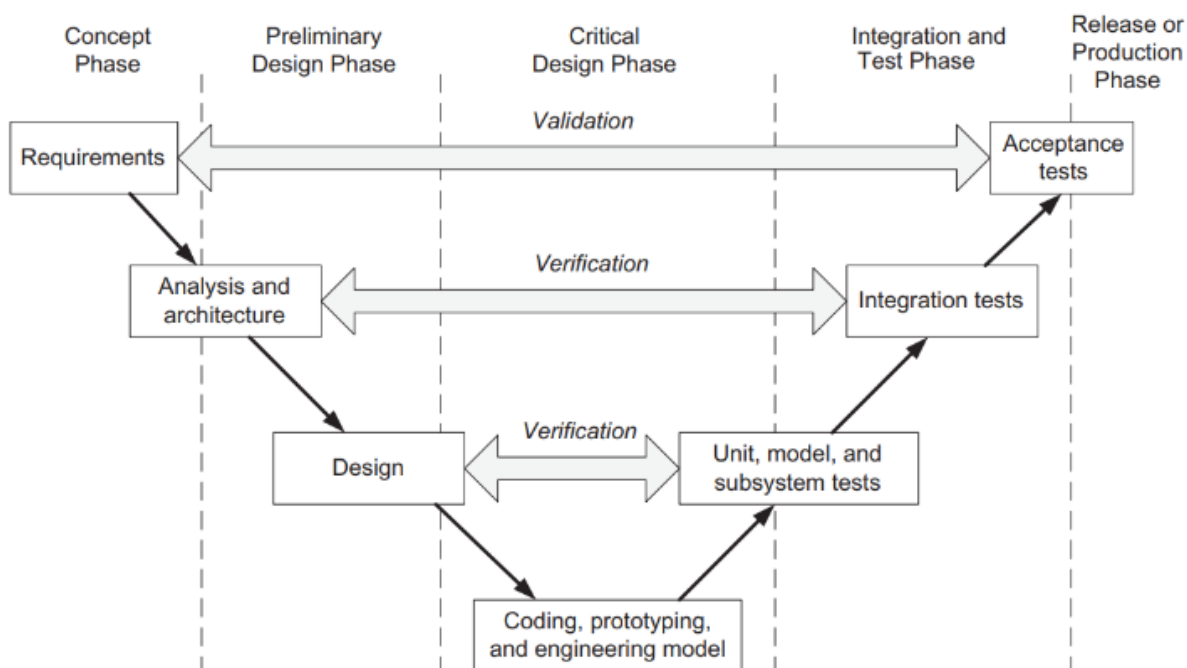 Concept
Phase
Preliminary
Design Phase
Critical
Design Phase
Integration and
Test Phase
Release or
Production
Phase
Validation
Requirements
Acceptance
tests
Verification
Analysis and
architecture
Integration tests
Verification
Design
Unit, model, and
subsystem tests
Coding, prototyping,
and engineering model